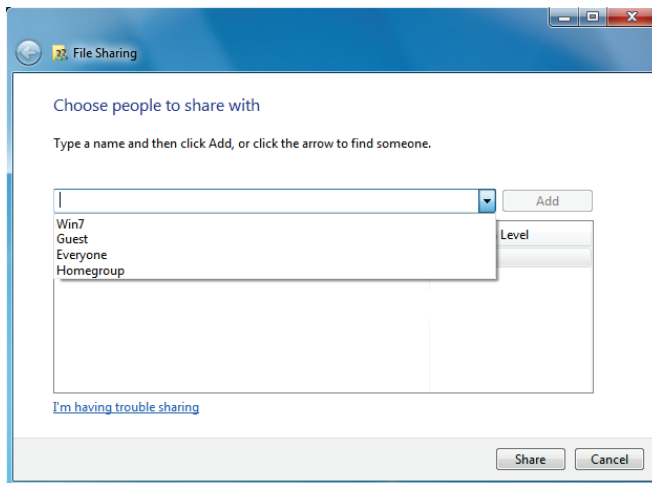 File Sharing
Choose people to share with
Type a name and then click Add, or click the arrow to find someone.
Add
Win7
Guest
Everyone
Homegroup
Level
I'm having trouble sharing
Share
Cancel